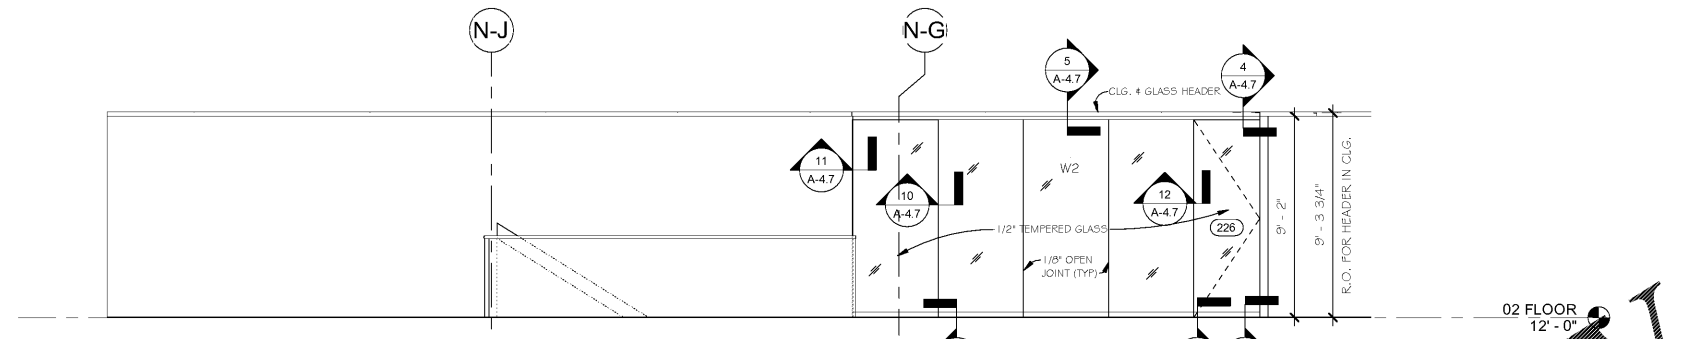 N-J
N-G
5
A-4.7
4
A-4.7
CLG. & GLASS HEADER
11
A-4.7
W2
10
A-4.7
12
A-4.7
1/2" TEMPERED GLASS
226
1/8" OPEN
JOINT (TYP)
9' - 2"
9' - 3 3/4"
R.O. FOR HEADER IN CLG.
02 FLOOR
12' - 0"